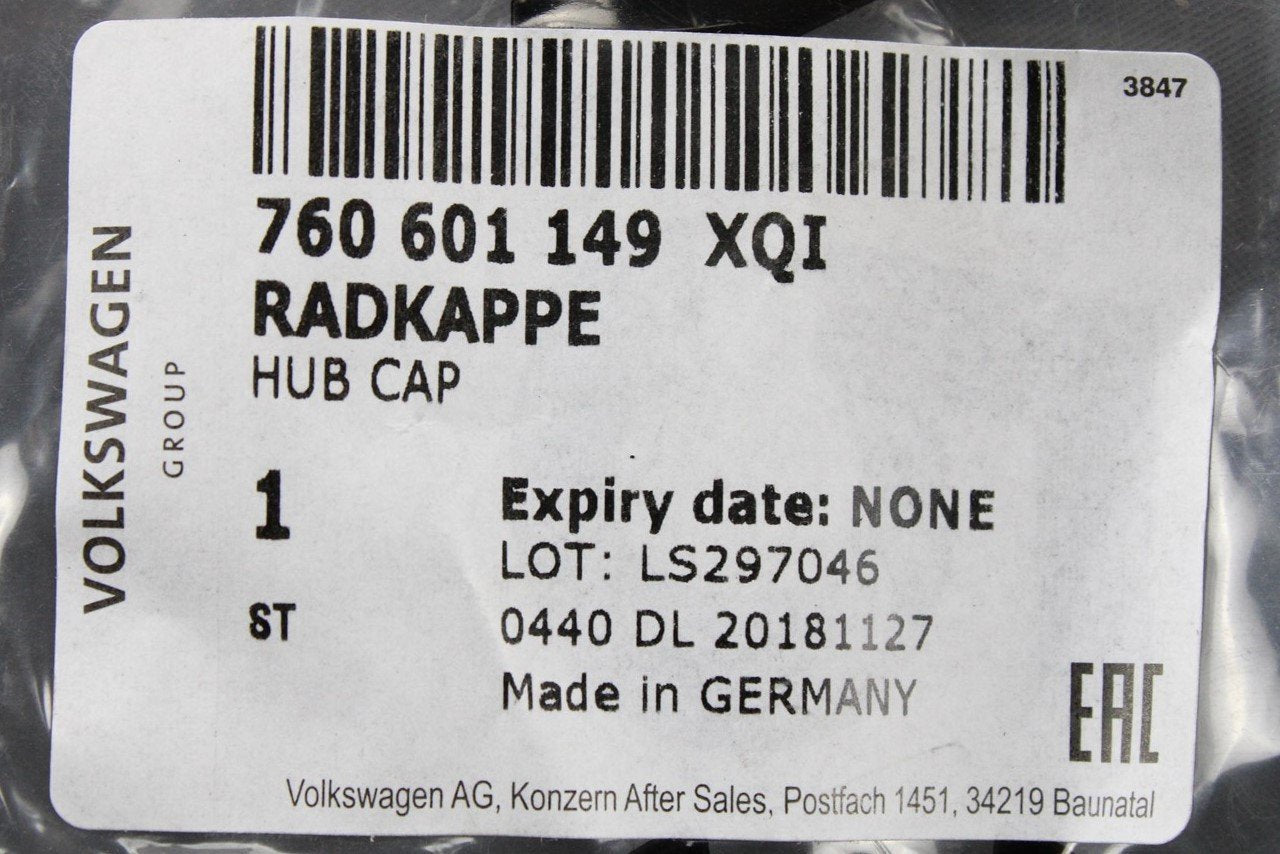 3847
760 601 149 XQI
RADKAPPE
HUB CAP
VOLKSWAGEN
GROUP
1
Expiry date: NONE
LOT: LS297046
ST
0440 DL 20181127
Made in GERMANY
EAC
Volkswagen AG, Konzern After Sales, Postfach 1451, 34219 Baunatal